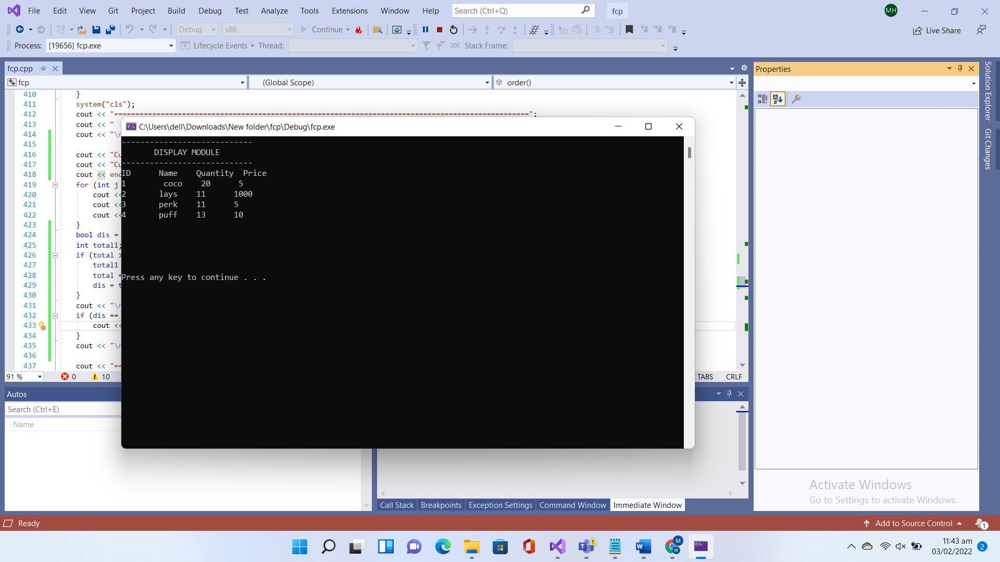 File Edit View Git Project Build Debug Test Analyze Tools Extensions Window Help Search (Ctrl+Q) fcp MH
Debug x86 Continue Live Share
Process: [19656] fcp.exe Lifecycle Events Thread: Stack Frame:
fcp.cpp
fcp (Global Scope) order()
410 }
411 system("cls");
412 cout << "==================================================================================================";
413 cout << "
414 cout << "\n
415
416 cout << "Cu
417 cout << "Cu
418 cout << end
419 for (int j
420 cout <<
421 cout <<
422 cout <<
423 }
424 bool dis =
425 int total1;
426 if (total >
427 total1
428 total =
429 dis = t
430 }
431 cout << "\n
432 if (dis ==
433 cout <<
434 }
435 cout << "\n
436
437 cout << "==
C:\Users\dell\Downloads\New folder\fcp\Debug\fcp.exe
----------------------------
DISPLAY MODULE
----------------------------
ID Name Quantity Price
1 coco 20 5
2 lays 11 1000
3 perk 11 5
4 puff 13 10
Press any key to continue . . .
91 % 0 10 TABS CRLF
Autos
Search (Ctrl+E)
Name
Call Stack Breakpoints Exception Settings Command Window Immediate Window
Properties
Solution Explorer
Git Changes
Activate Windows
Go to Settings to activate Windows.
Ready Add to Source Control 1
11:43 am
03/02/2022 2